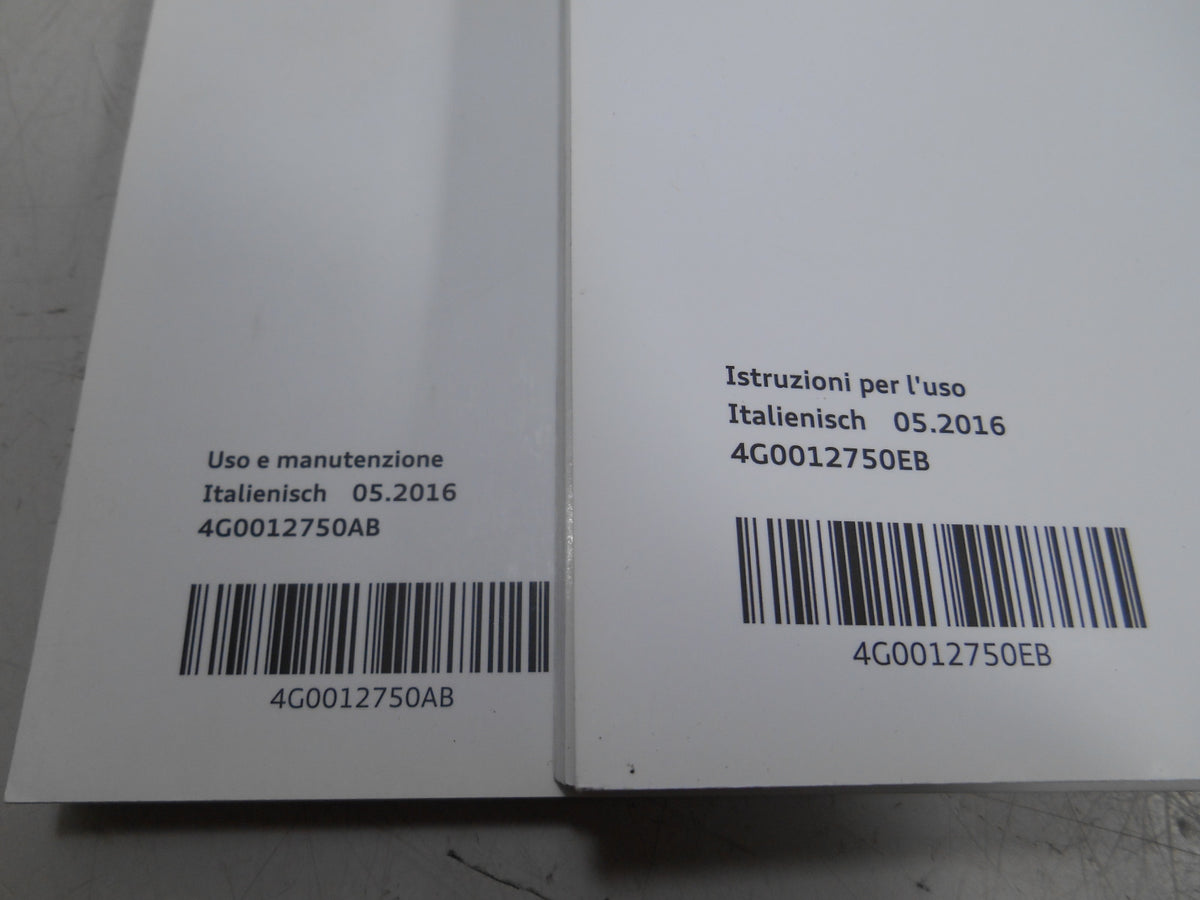 Uso e manutenzione
Italienisch 05.2016
4G0012750AB
4G0012750AB
Istruzioni per l'uso
Italienisch 05.2016
4G0012750EB
4G0012750EB